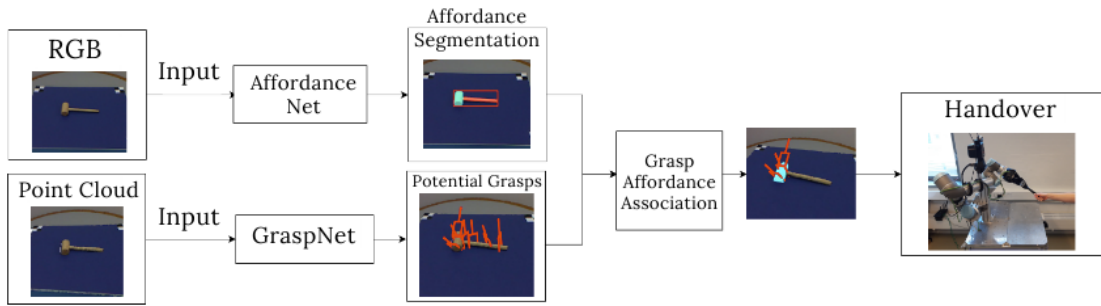 RGB
Input
Affordance
Net
Affordance
Segmentation
Point Cloud
Input
GraspNet
Potential Grasps
Grasp
Affordance
Association
Handover